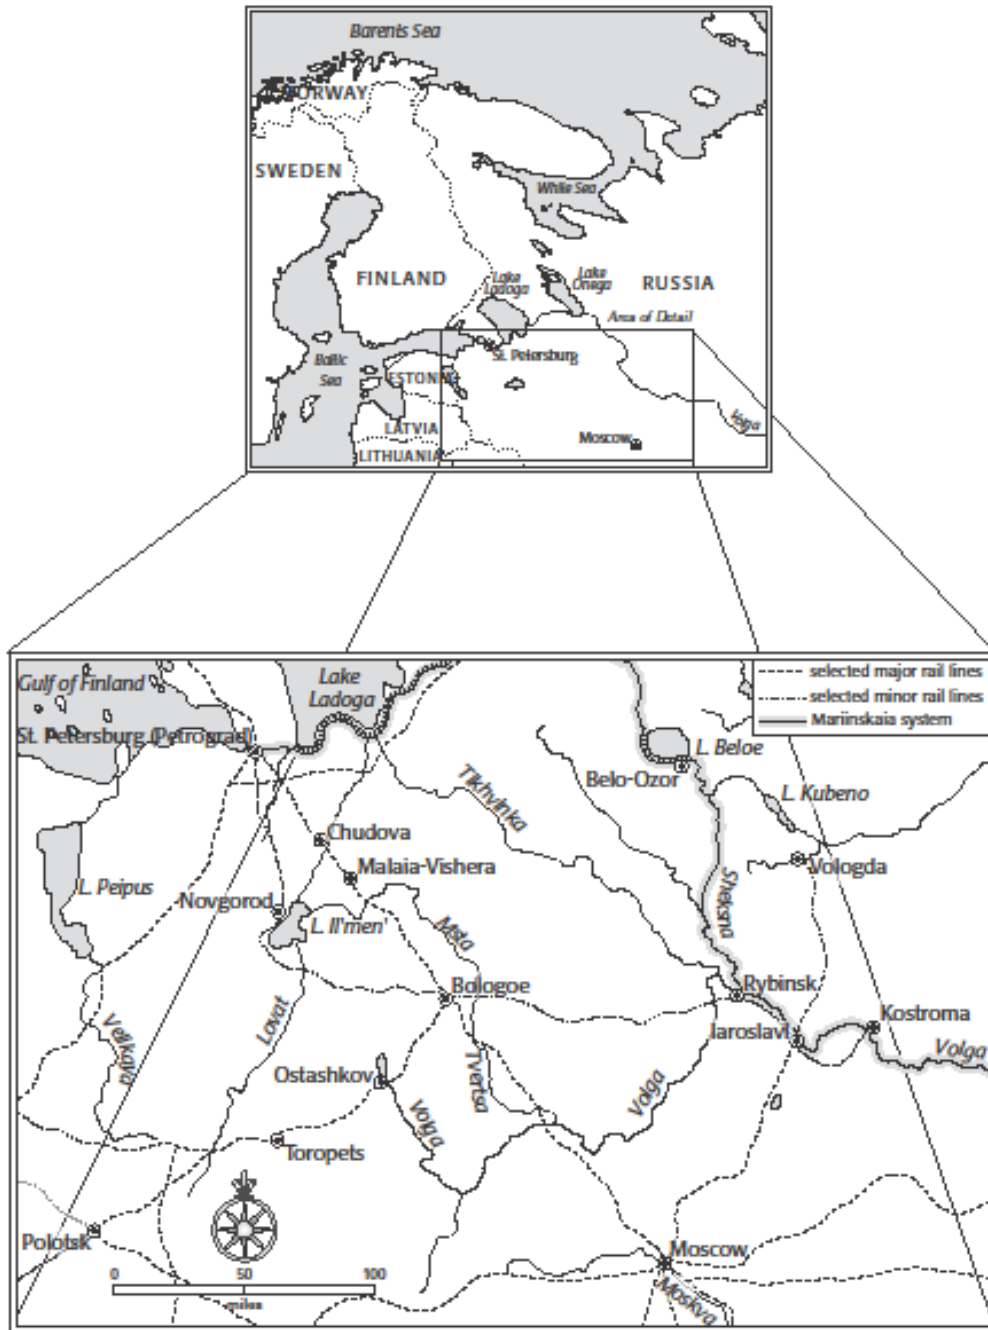 Barents Sea
NORWAY
SWEDEN
White Sea
FINLAND
Lake
Ladoga
Lake
Onega
RUSSIA
Area of Detail
St. Petersburg
Baltic
Sea
ESTONIA
LATVIA
LITHUANIA
Moscow
Volga
Gulf of Finland
Lake
Ladoga
selected major rail lines
selected minor rail lines
Mariinskaia system
St. Petersburg (Petrograd)
L. Beloe
Belo-Ozor
Tikhvinka
L. Kubeno
Chudova
Malaia-Vishera
Vologda
L. Peipus
Novgorod
L. Il'men'
Msta
Sheksna
Bologoe
Rybinsk
Kostroma
Iaroslavl
Volga
Velikaya
Lovat
Ostashkov
Tvertsa
Volga
Volga
Toropets
Polotsk
Moscow
Moskva
0 50 100
miles